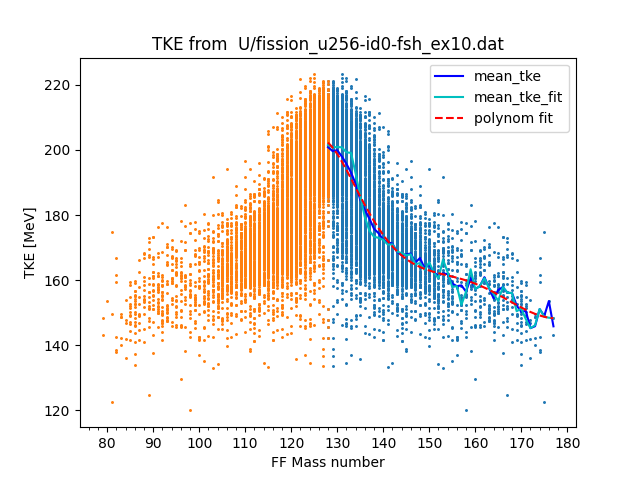 TKE from  U/fission_u256-id0-fsh_ex10.dat
mean_tke
mean_tke_fit
polynom fit
TKE [MeV]
220
200
180
160
140
120
80 90 100 110 120 130 140 150 160 170 180
FF Mass number